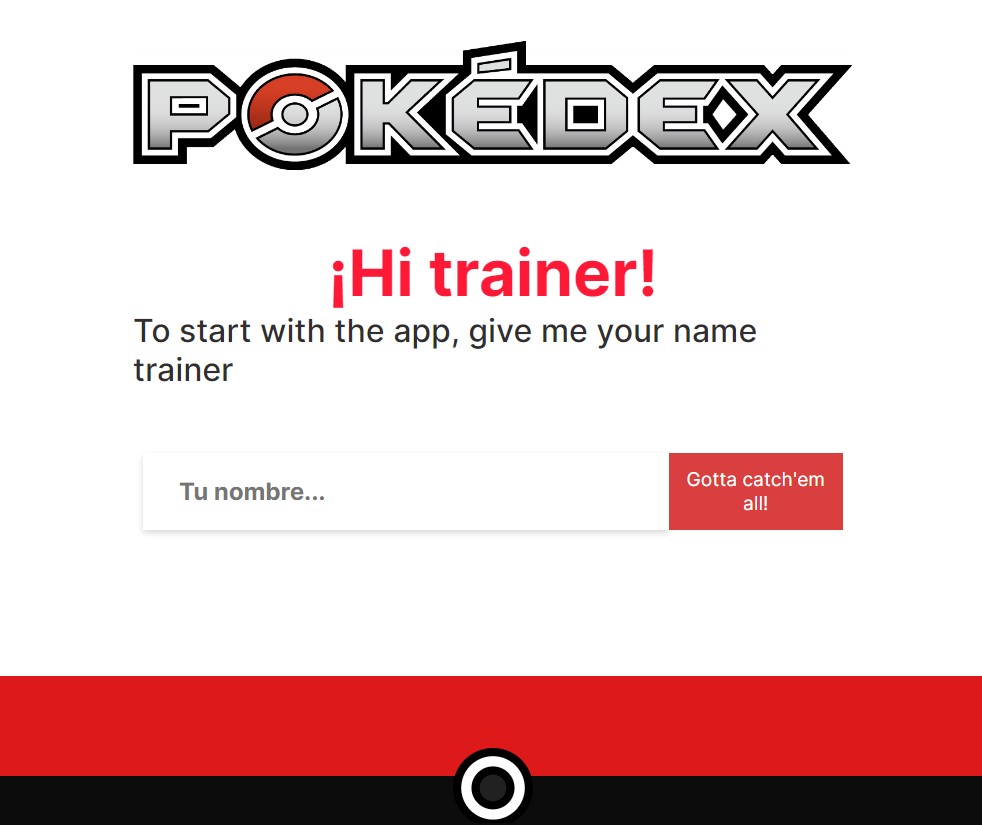 POKÉDEX
¡Hi trainer!
To start with the app, give me your name
trainer
Tu nombre...
Gotta catch'em
all!